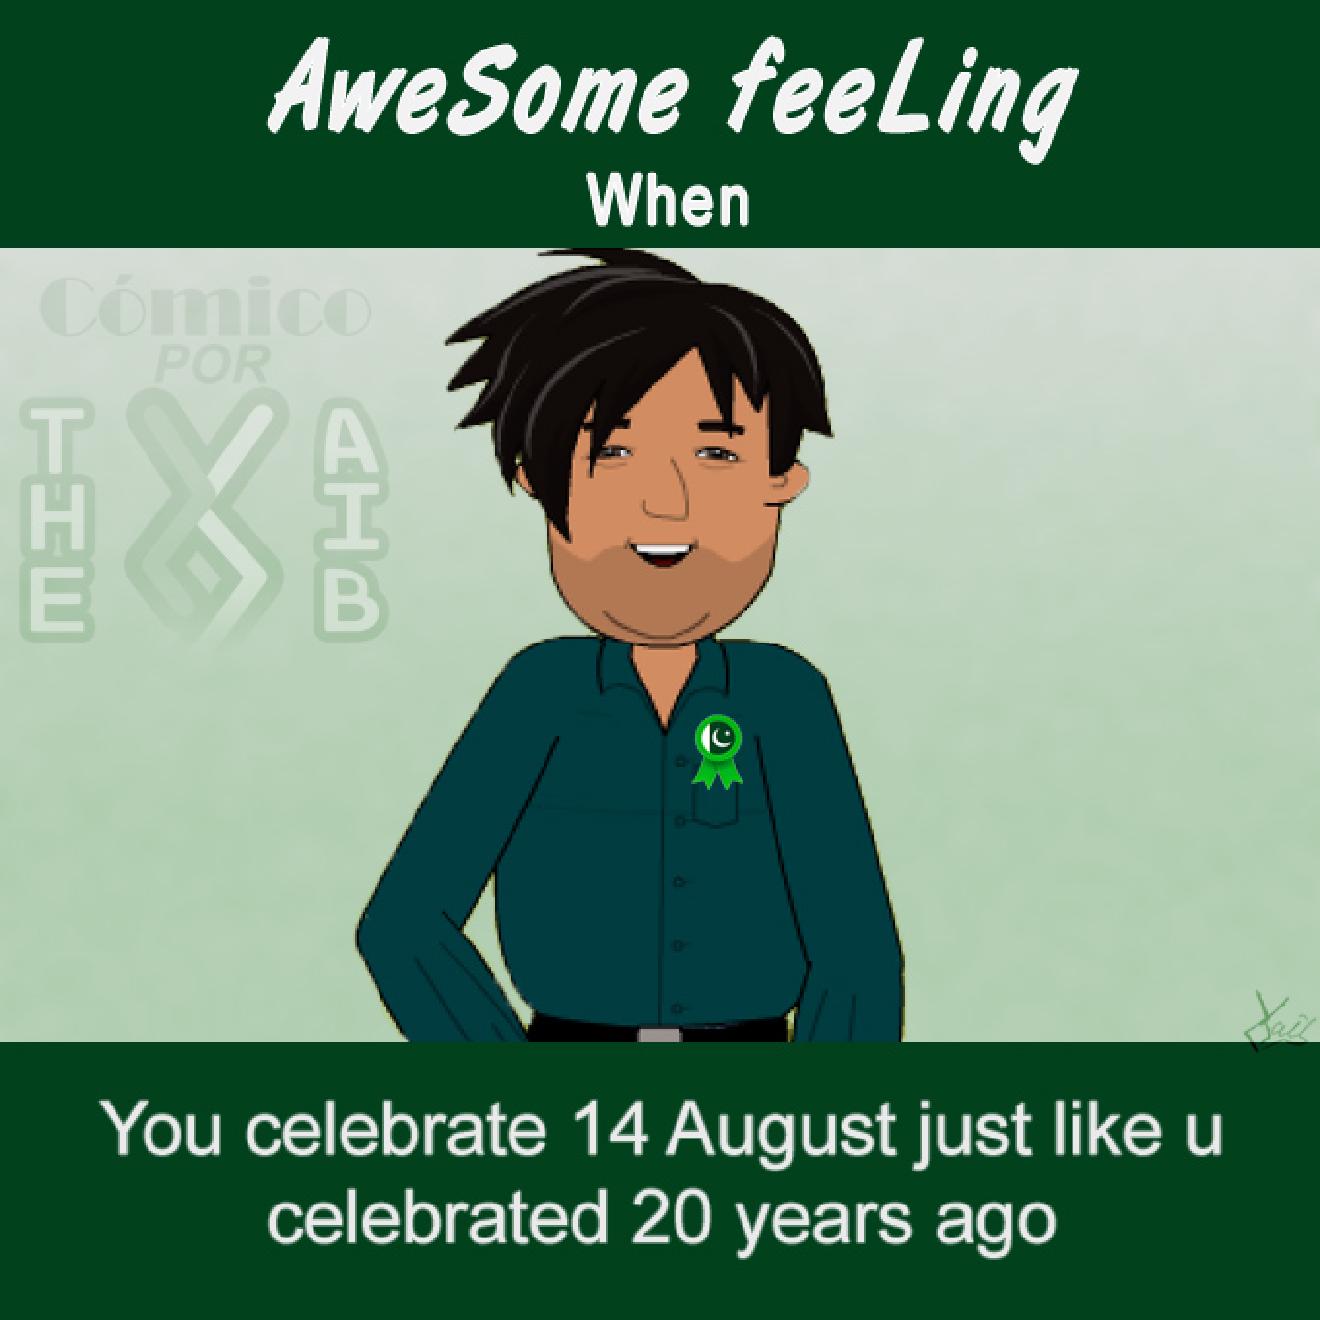 AweSome feeLing
When
Cómico
POR
THE
AIB
You celebrate 14 August just like u
celebrated 20 years ago